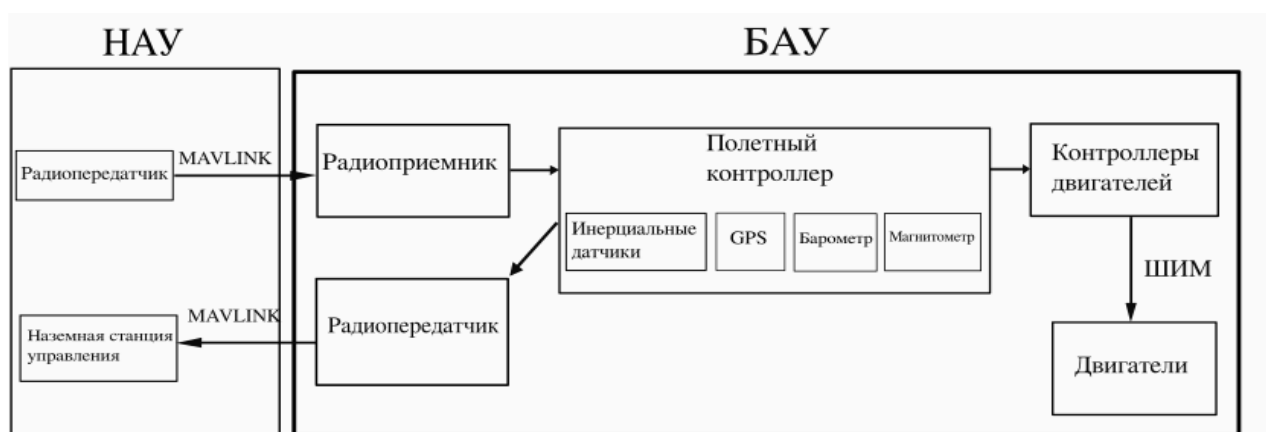 НАУ
БАУ
Радиопередатчик
MAVLINK
Радиоприемник
Полетный
контроллер
Инерциальные
датчики
GPS
Барометр
Магнитометр
Контроллеры
двигателей
ШИМ
Двигатели
Наземная станция
управления
MAVLINK
Радиопередатчик